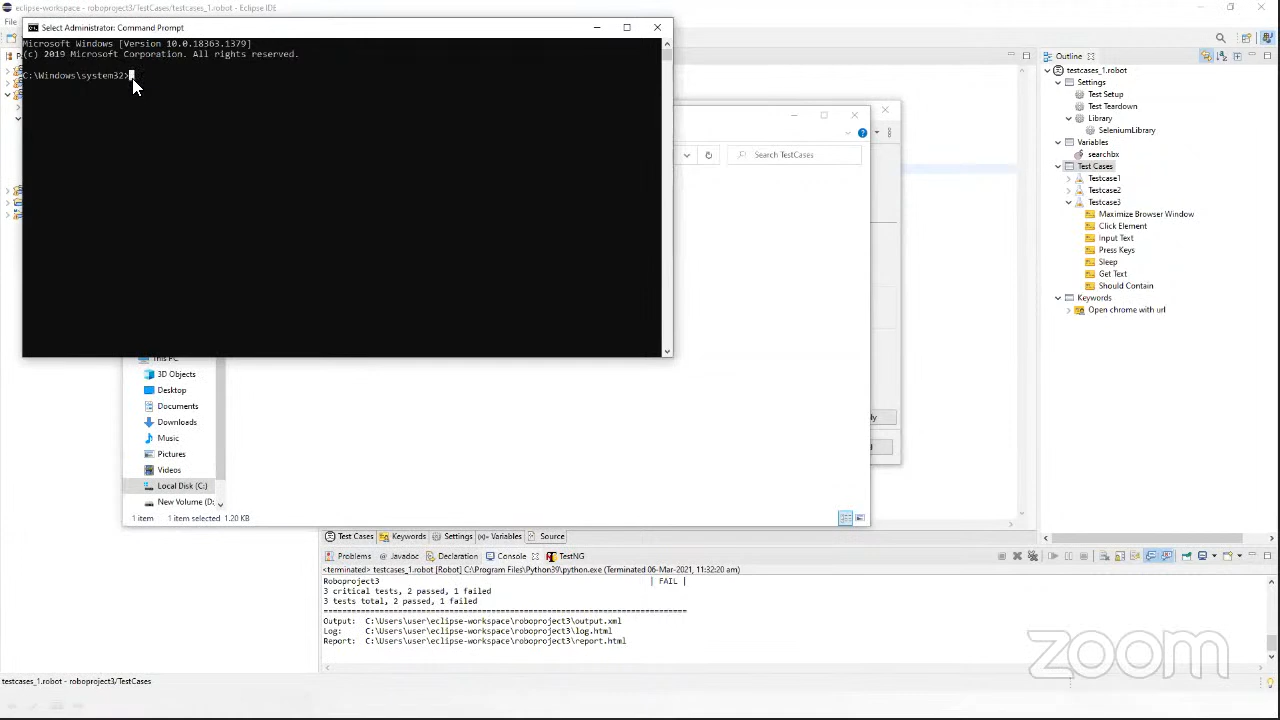 eclipse-workspace - roboproject3/TestCases/testcases_1.robot - Eclipse IDE
Select Administrator: Command Prompt
Microsoft Windows [Version 10.0.18363.1379]
(c) 2019 Microsoft Corporation. All rights reserved.
C:\Windows\system32>
Search TestCases
This PC
3D Objects
Desktop
Documents
Downloads
Music
Pictures
Videos
Local Disk (C:)
New Volume (D:
1 item
1 item selected 1.20 KB
Outline
testcases_1.robot
Settings
Test Setup
Test Teardown
Library
SeleniumLibrary
Variables
searchbx
Test Cases
Testcase1
Testcase2
Testcase3
Maximize Browser Window
Click Element
Input Text
Press Keys
Sleep
Get Text
Should Contain
Keywords
Open chrome with url
Test Cases Keywords Settings Variables Source
Problems Javadoc Declaration Console TestNG
<terminated> testcases_1.robot [Robot] C:\Program Files\Python39\python.exe (Terminated 06-Mar-2021, 11:32:20 am)
Roboproject3 | FAIL |
3 critical tests, 2 passed, 1 failed
3 tests total, 2 passed, 1 failed
Output: C:\Users\user\eclipse-workspace\roboproject3\output.xml
Log: C:\Users\user\eclipse-workspace\roboproject3\log.html
Report: C:\Users\user\eclipse-workspace\roboproject3\report.html
testcases_1.robot - roboproject3/TestCases
zoom